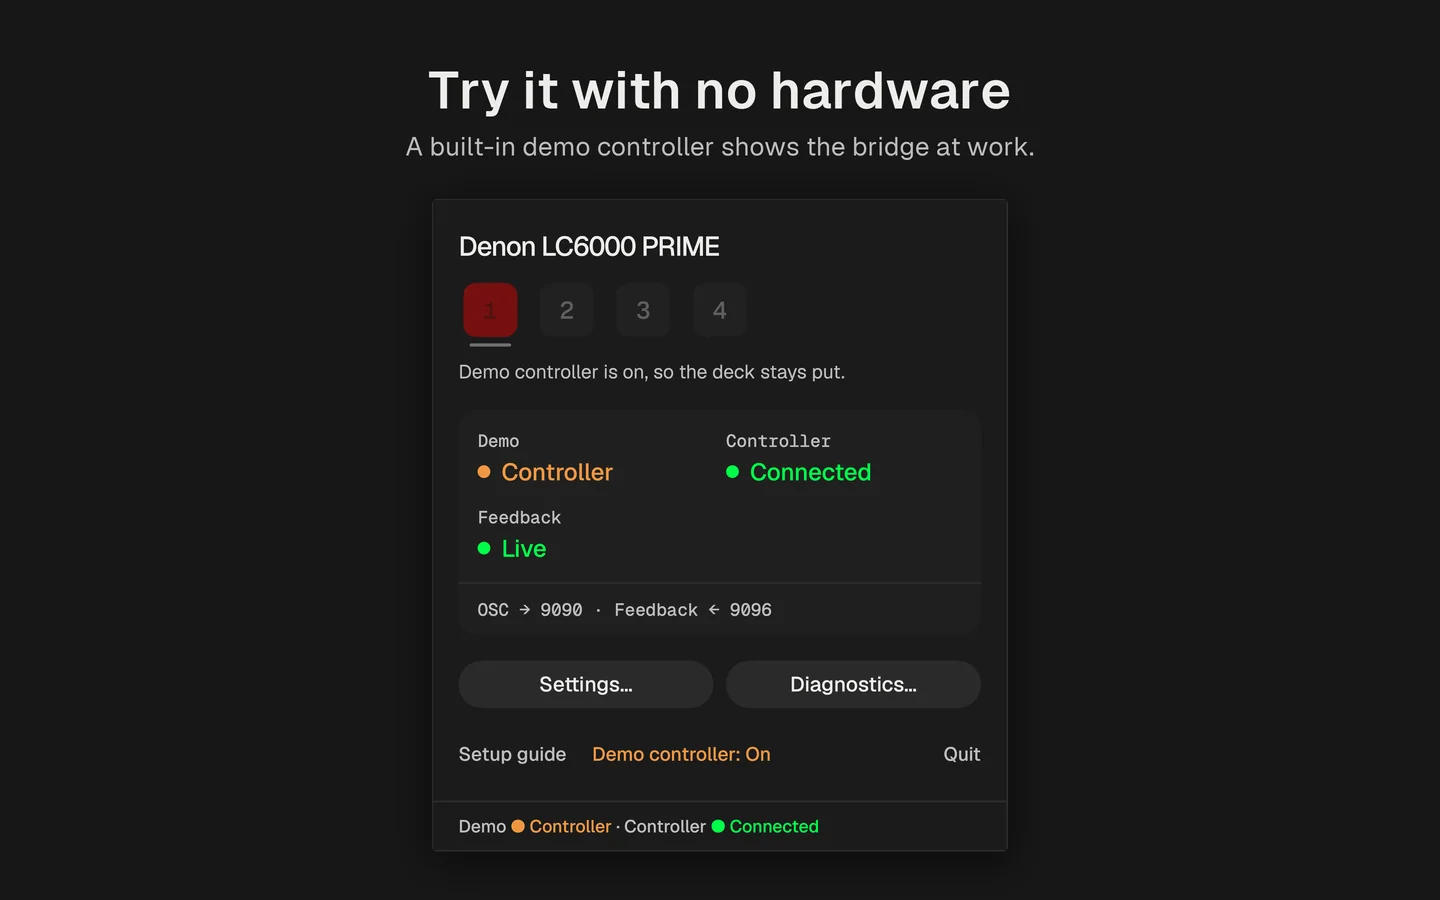 Try it with no hardware
A built-in demo controller shows the bridge at work.
Denon LC6000 PRIME
1 2 3 4
Demo controller is on, so the deck stays put.
Demo Controller
Controller Connected
Feedback
Live
OSC → 9090 · Feedback ← 9096
Settings... Diagnostics...
Setup guide Demo controller: On Quit
Demo Controller · Controller Connected